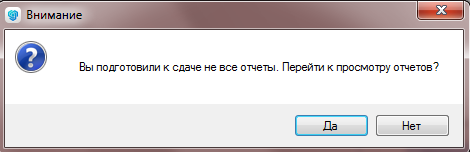 Внимание
Вы подготовили к сдаче не все отчеты. Перейти к просмотру отчетов?
Да
Нет